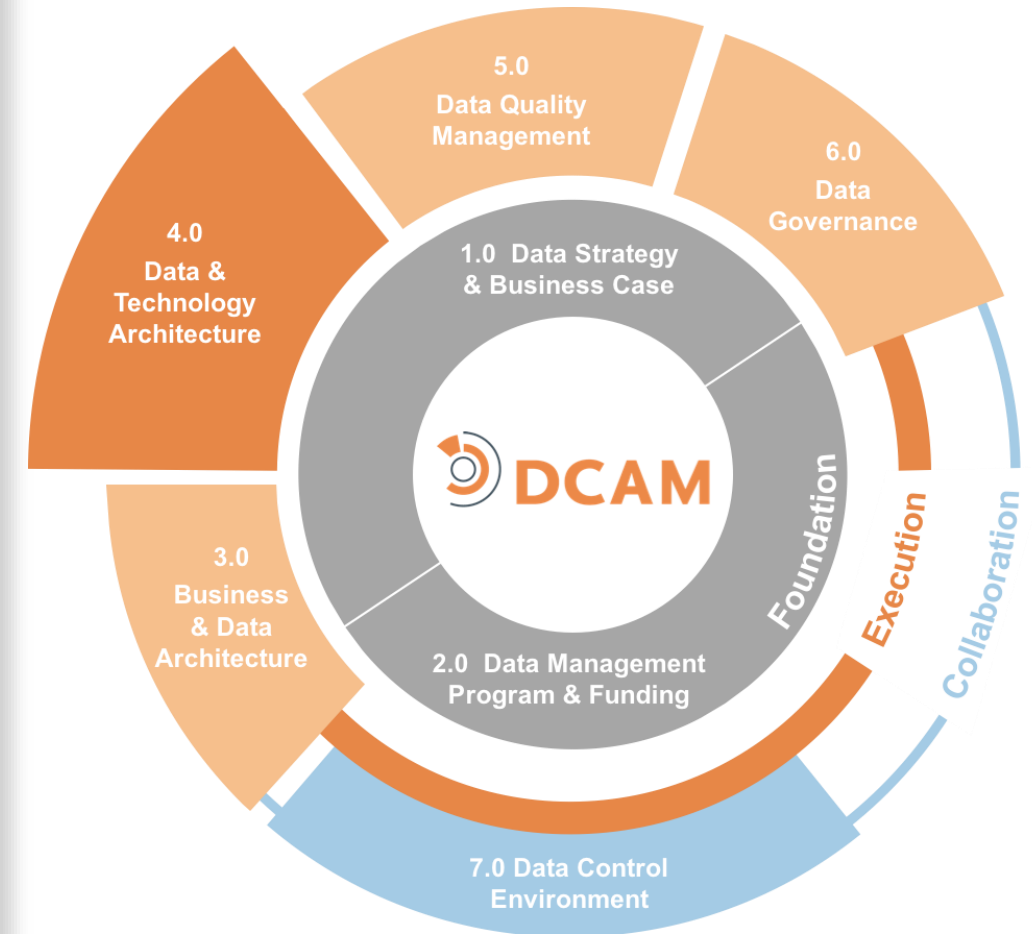 5.0
Data Quality
Management
6.0
Data
Governance
4.0
Data &
Technology
Architecture
1.0 Data Strategy
& Business Case
DCAM
3.0
Business
& Data
Architecture
2.0 Data Management
Program & Funding
Foundation
Execution
Collaboration
7.0 Data Control
Environment